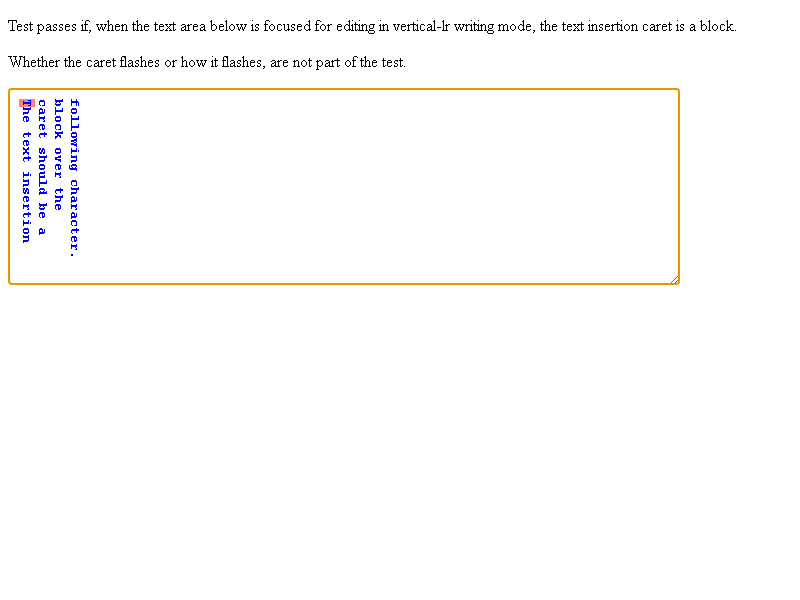 Test passes if, when the text area below is focused for editing in vertical-lr writing mode, the text insertion caret is a block.
Whether the caret flashes or how it flashes, are not part of the test.
The text insertion
caret should be a
block over the
following character.